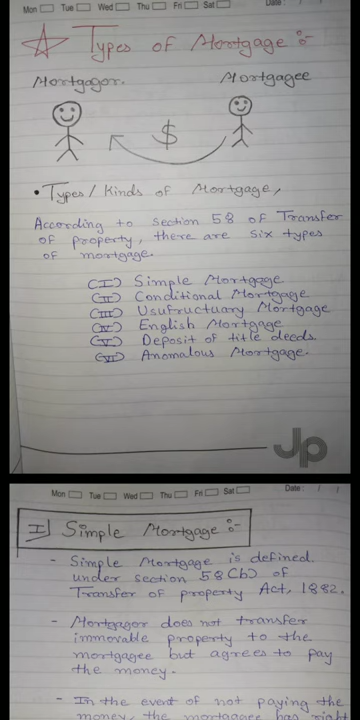 Mon Tue Wed Thu Fri Sat Date: / /
Types of Mortgage :-
Mortgagor. Mortgagee
$
• Types/Kinds of Mortgage,
According to section 58 of Transfer
of property, there are six types
of mortgage.
(I) Simple Mortgage
(II) Conditional Mortgage
(III) Usufructuary Mortgage
(IV) English Mortgage
(V) Deposit of title deeds.
(VI) Anomalous Mortgage.
Jp
Mon Tue Wed Thu Fri Sat Date: / /
I) Simple Mortgage :-
- Simple Mortgage is defined.
under section 58(b) of
Transfer of property Act, 1882.
- Mortgagor does not transfer
immovable property to the
mortgagee but agrees to pay
the money.
- In the event of not paying the
money, the mortgagee has right